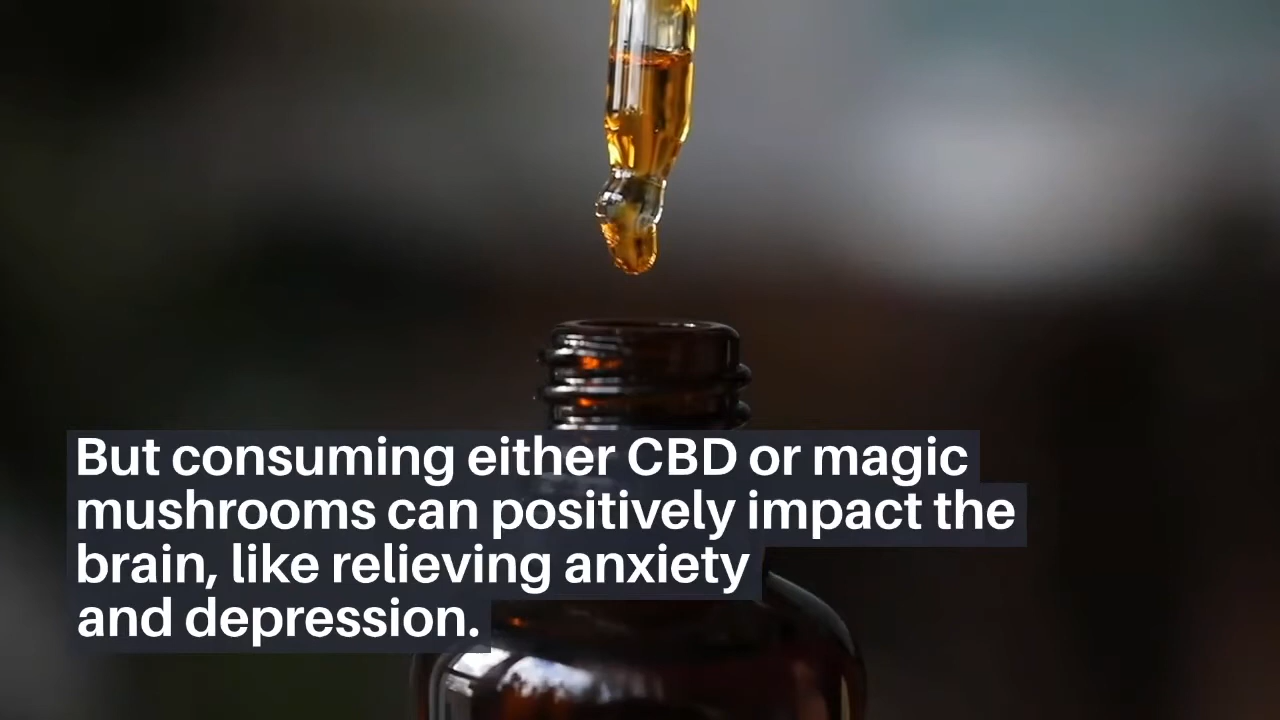 But consuming either CBD or magic
mushrooms can positively impact the
brain, like relieving anxiety
and depression.